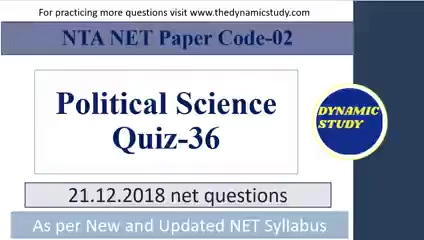 For practicing more questions visit www.thedynamicstudy.com
NTA NET Paper Code-02
Political Science
Quiz-36
DYNAMIC
STUDY
21.12.2018 net questions
As per New and Updated NET Syllabus